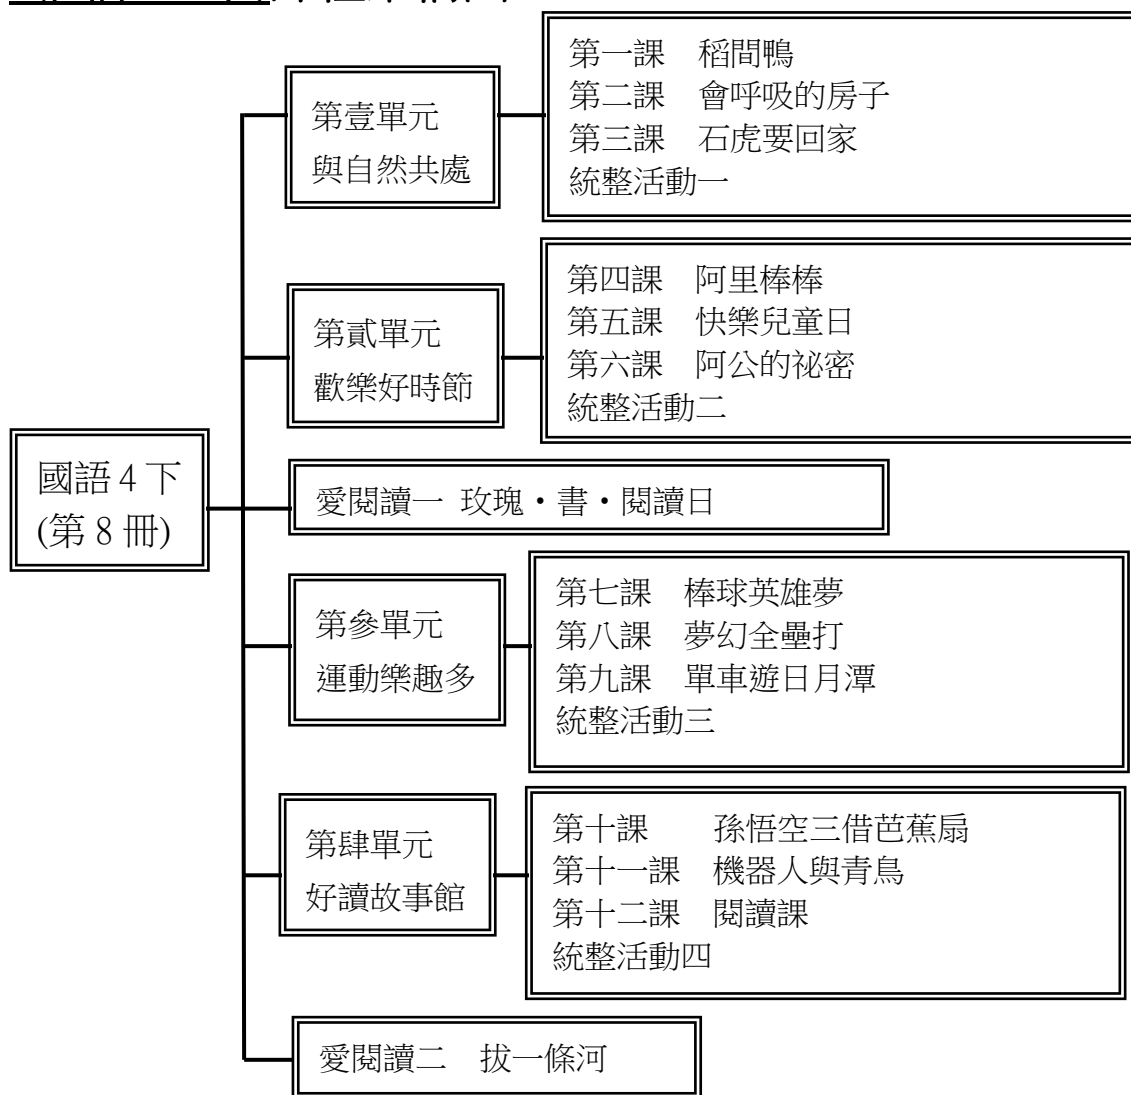 第一課　稻間鴨
第二課　會呼吸的房子
第三課　石虎要回家
統整活動一
第壹單元
與自然共處
第四課　阿里棒棒
第五課　快樂兒童日
第六課　阿公的祕密
統整活動二
第貳單元
歡樂好時節
國語 4 下
(第 8 冊)
愛閱讀一 玫瑰・書・閱讀日
第七課　棒球英雄夢
第八課　夢幻全壘打
第九課　單車遊日月潭
統整活動三
第參單元
運動樂趣多
第十課　　孫悟空三借芭蕉扇
第十一課　機器人與青鳥
第十二課　閱讀課
統整活動四
第肆單元
好讀故事館
愛閱讀二　拔一條河